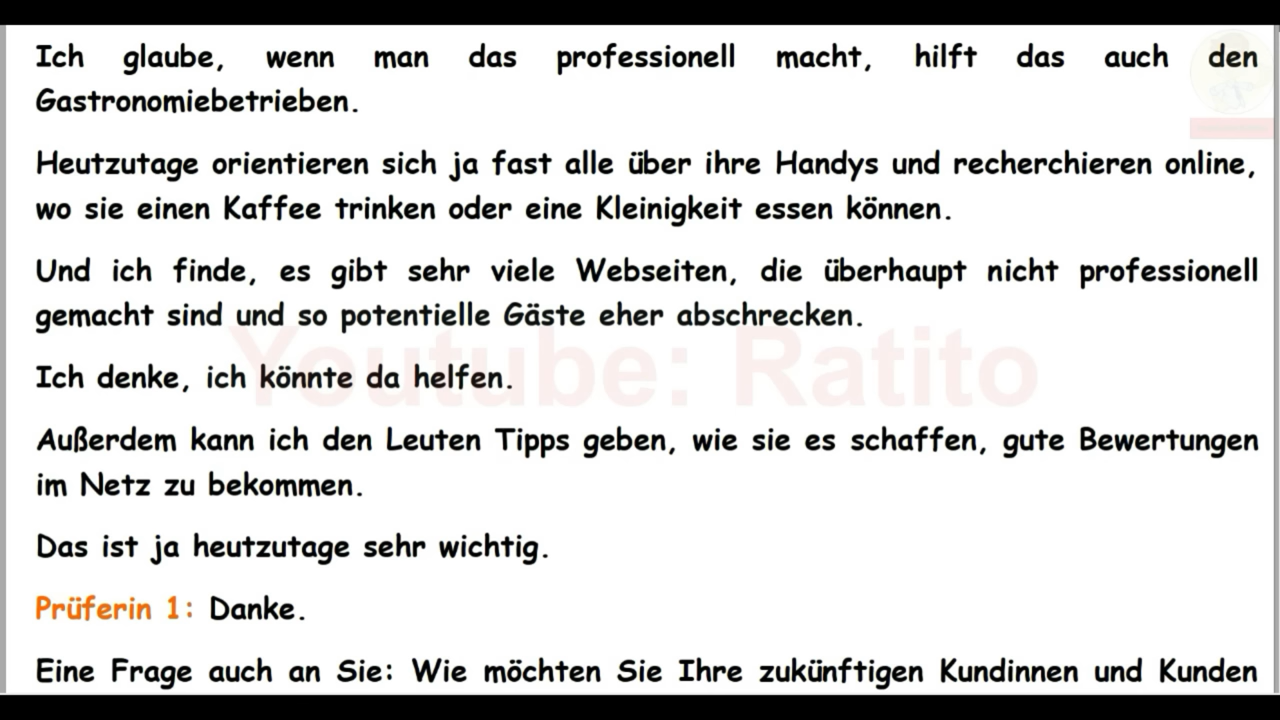 Ich glaube, wenn man das professionell macht, hilft das auch den
Gastronomiebetrieben.
Heutzutage orientieren sich ja fast alle über ihre Handys und recherchieren online,
wo sie einen Kaffee trinken oder eine Kleinigkeit essen können.
Und ich finde, es gibt sehr viele Webseiten, die überhaupt nicht professionell
gemacht sind und so potentielle Gäste eher abschrecken.
Youtube: Ratito
Ich denke, ich könnte da helfen.
Außerdem kann ich den Leuten Tipps geben, wie sie es schaffen, gute Bewertungen
im Netz zu bekommen.
Das ist ja heutzutage sehr wichtig.
Prüferin 1: Danke.
Eine Frage auch an Sie: Wie möchten Sie Ihre zukünftigen Kundinnen und Kunden